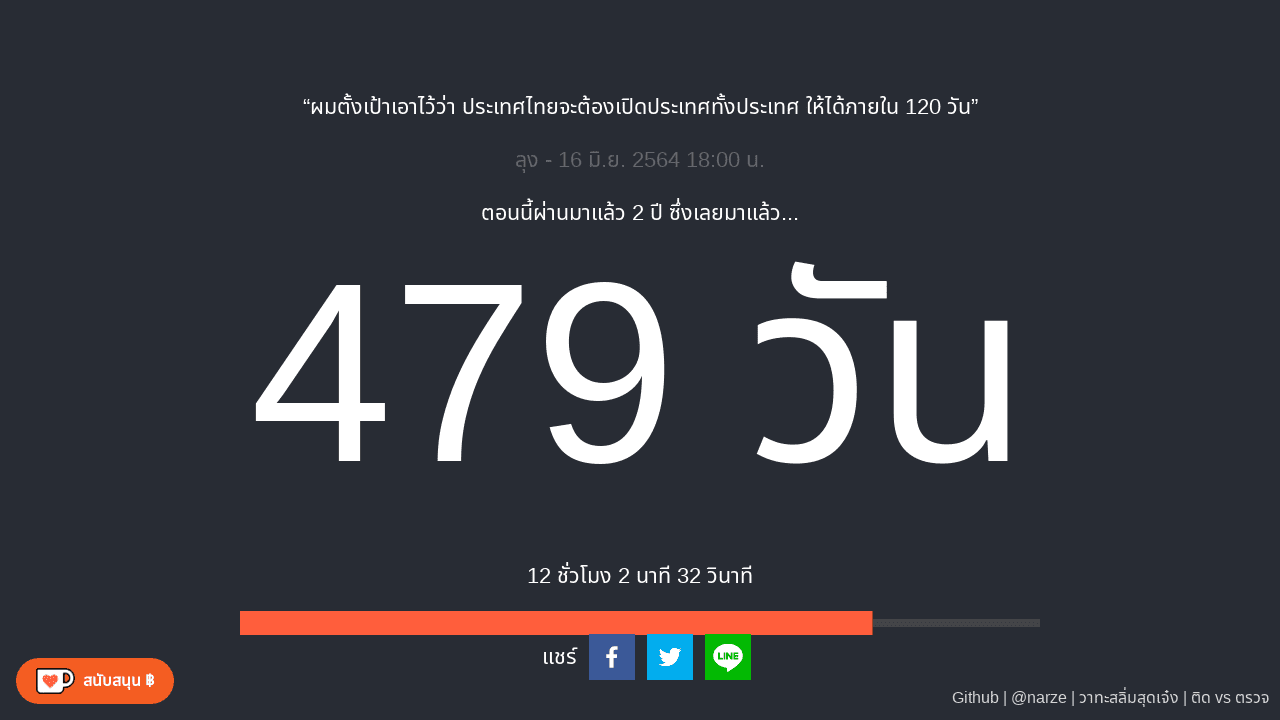 “ผมตั้งเป้าเอาไว้ว่า ประเทศไทยจะต้องเปิดประเทศทั้งประเทศ ให้ได้ภายใน 120 วัน”
ลุง - 16 มิ.ย. 2564 18:00 น.
ตอนนี้ผ่านมาแล้ว 2 ปี ซึ่งเลยมาแล้ว...
479 วัน
12 ชั่วโมง 2 นาที 32 วินาที
แชร์
LINE
สนับสนุน ฿
Github | @narze | วาทะสลิ่มสุดเจ๋ง | ติด vs ตรวจ